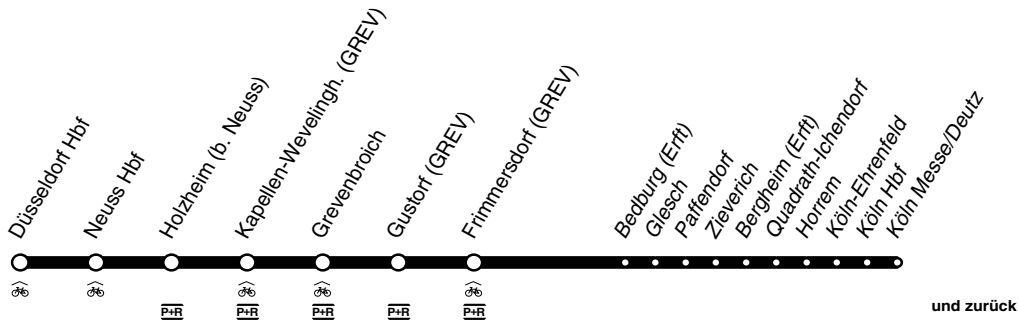 Düsseldorf Hbf
Neuss Hbf
Holzheim (b. Neuss)
Kapellen-Wevelingh. (GREV)
Grevenbroich
Gustorf (GREV)
Frimmersdorf (GREV)
Bedburg (Erft)
Glesch
Paffendorf
Zieverich
Bergheim (Erft)
Quadrath-Ichendorf
Horrem
Köln-Ehrenfeld
Köln Hbf
Köln Messe/Deutz
P+R
P+R
P+R
P+R
P+R
und zurück